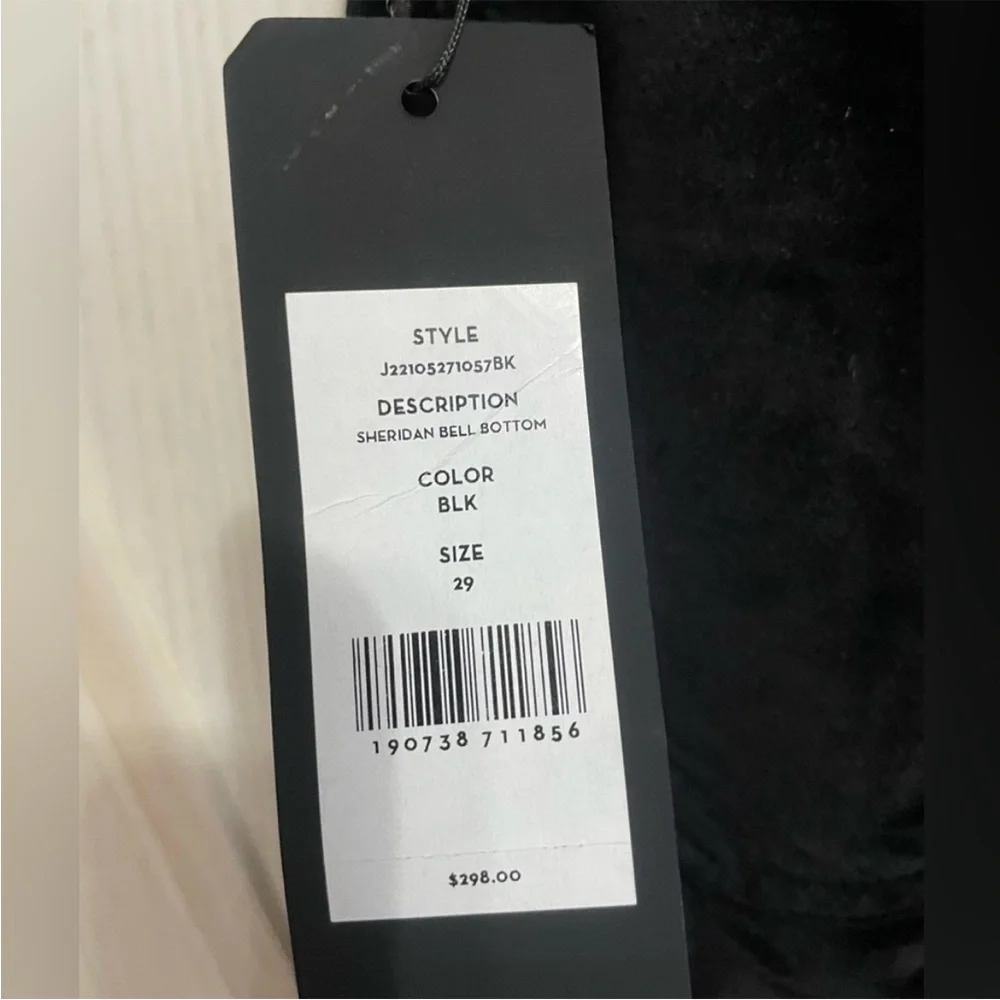 STYLE
J22105271057BK
DESCRIPTION
SHERIDAN BELL BOTTOM
COLOR
BLK
SIZE
29
190738 711856
$298.00